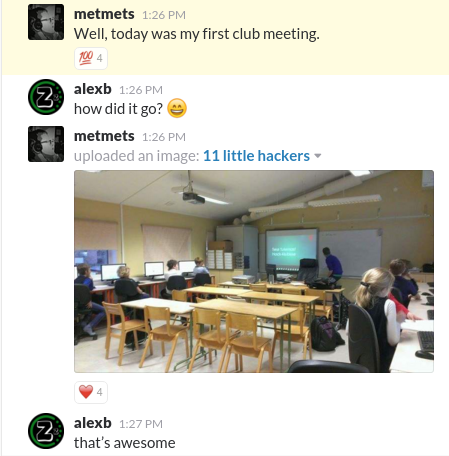 metmets 1:26 PM
Well, today was my first club meeting.
💯 4
alexb 1:26 PM
how did it go? 😄
metmets 1:26 PM
uploaded an image: 11 little hackers
❤️ 4
alexb 1:27 PM
that's awesome